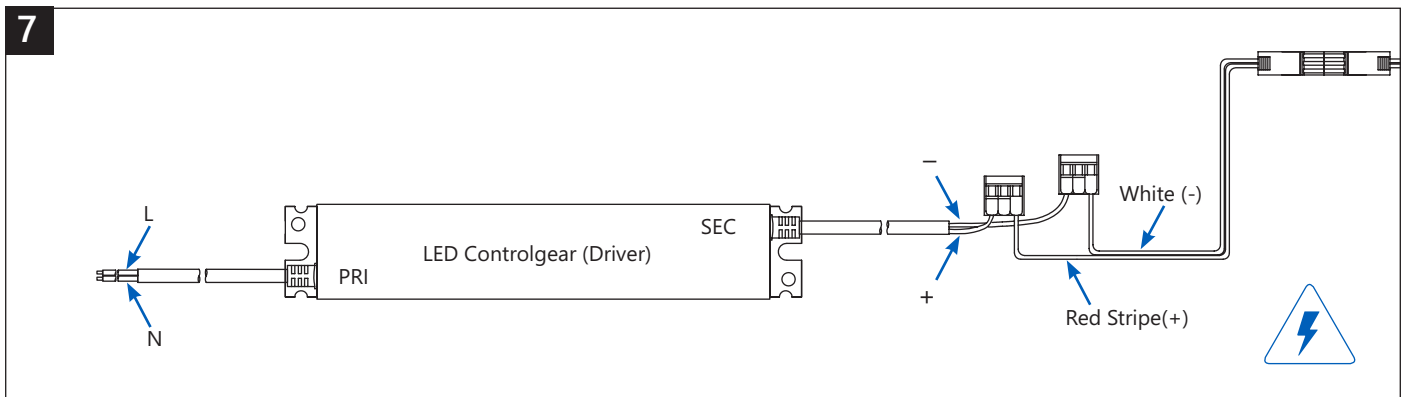 7
L
N
PRI
LED Controlgear (Driver)
SEC
–
+
White (-)
Red Stripe(+)